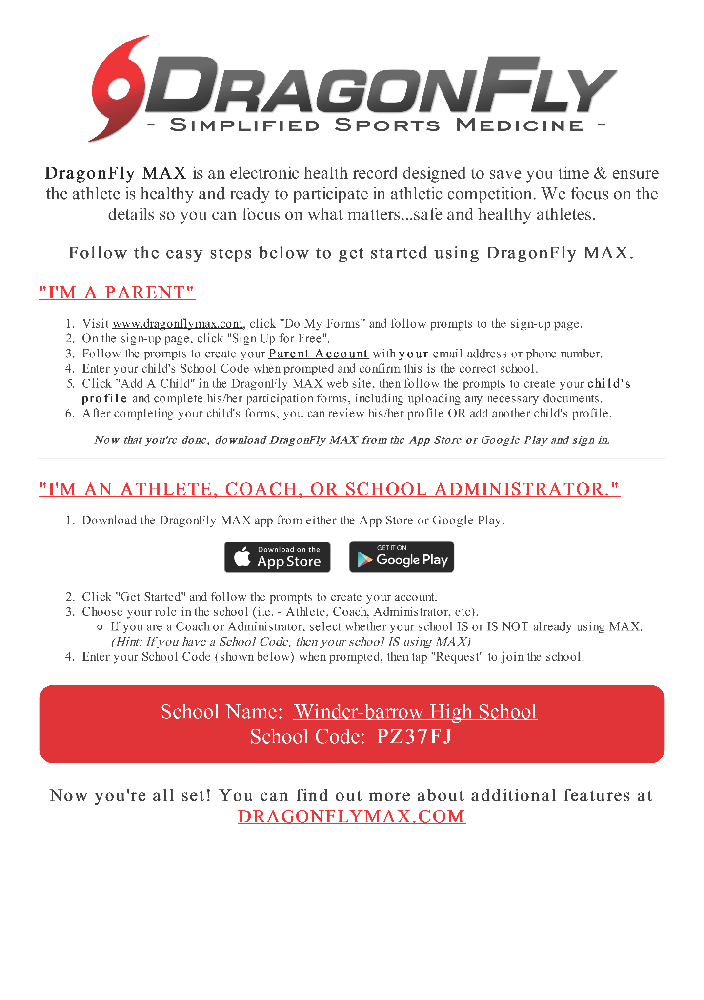 DRAGONFLY
- SIMPLIFIED SPORTS MEDICINE -
DragonFly MAX is an electronic health record designed to save you time & ensure
the athlete is healthy and ready to participate in athletic competition. We focus on the
details so you can focus on what matters...safe and healthy athletes.
Follow the easy steps below to get started using DragonFly MAX.
"I'M A PARENT"
1. Visit www.dragonflymax.com, click "Do My Forms" and follow prompts to the sign-up page.
2. On the sign-up page, click "Sign Up for Free".
3. Follow the prompts to create your Parent Account with your email address or phone number.
4. Enter your child's School Code when prompted and confirm this is the correct school.
5. Click "Add A Child" in the DragonFly MAX web site, then follow the prompts to create your child's
profile and complete his/her participation forms, including uploading any necessary documents.
6. After completing your child's forms, you can review his/her profile OR add another child's profile.
Now that you're done, download DragonFly MAX from the App Store or Google Play and sign in.
"I'M AN ATHLETE, COACH, OR SCHOOL ADMINISTRATOR."
1. Download the DragonFly MAX app from either the App Store or Google Play.
Download on the
App Store
GET IT ON
Google Play
2. Click "Get Started" and follow the prompts to create your account.
3. Choose your role in the school (i.e. - Athlete, Coach, Administrator, etc).
If you are a Coach or Administrator, select whether your school IS or IS NOT already using MAX.
(Hint: If you have a School Code, then your school IS using MAX)
4. Enter your School Code (shown below) when prompted, then tap "Request" to join the school.
School Name: Winder-barrow High School
School Code: PZ37FJ
Now you're all set! You can find out more about additional features at
DRAGONFLYMAX.COM